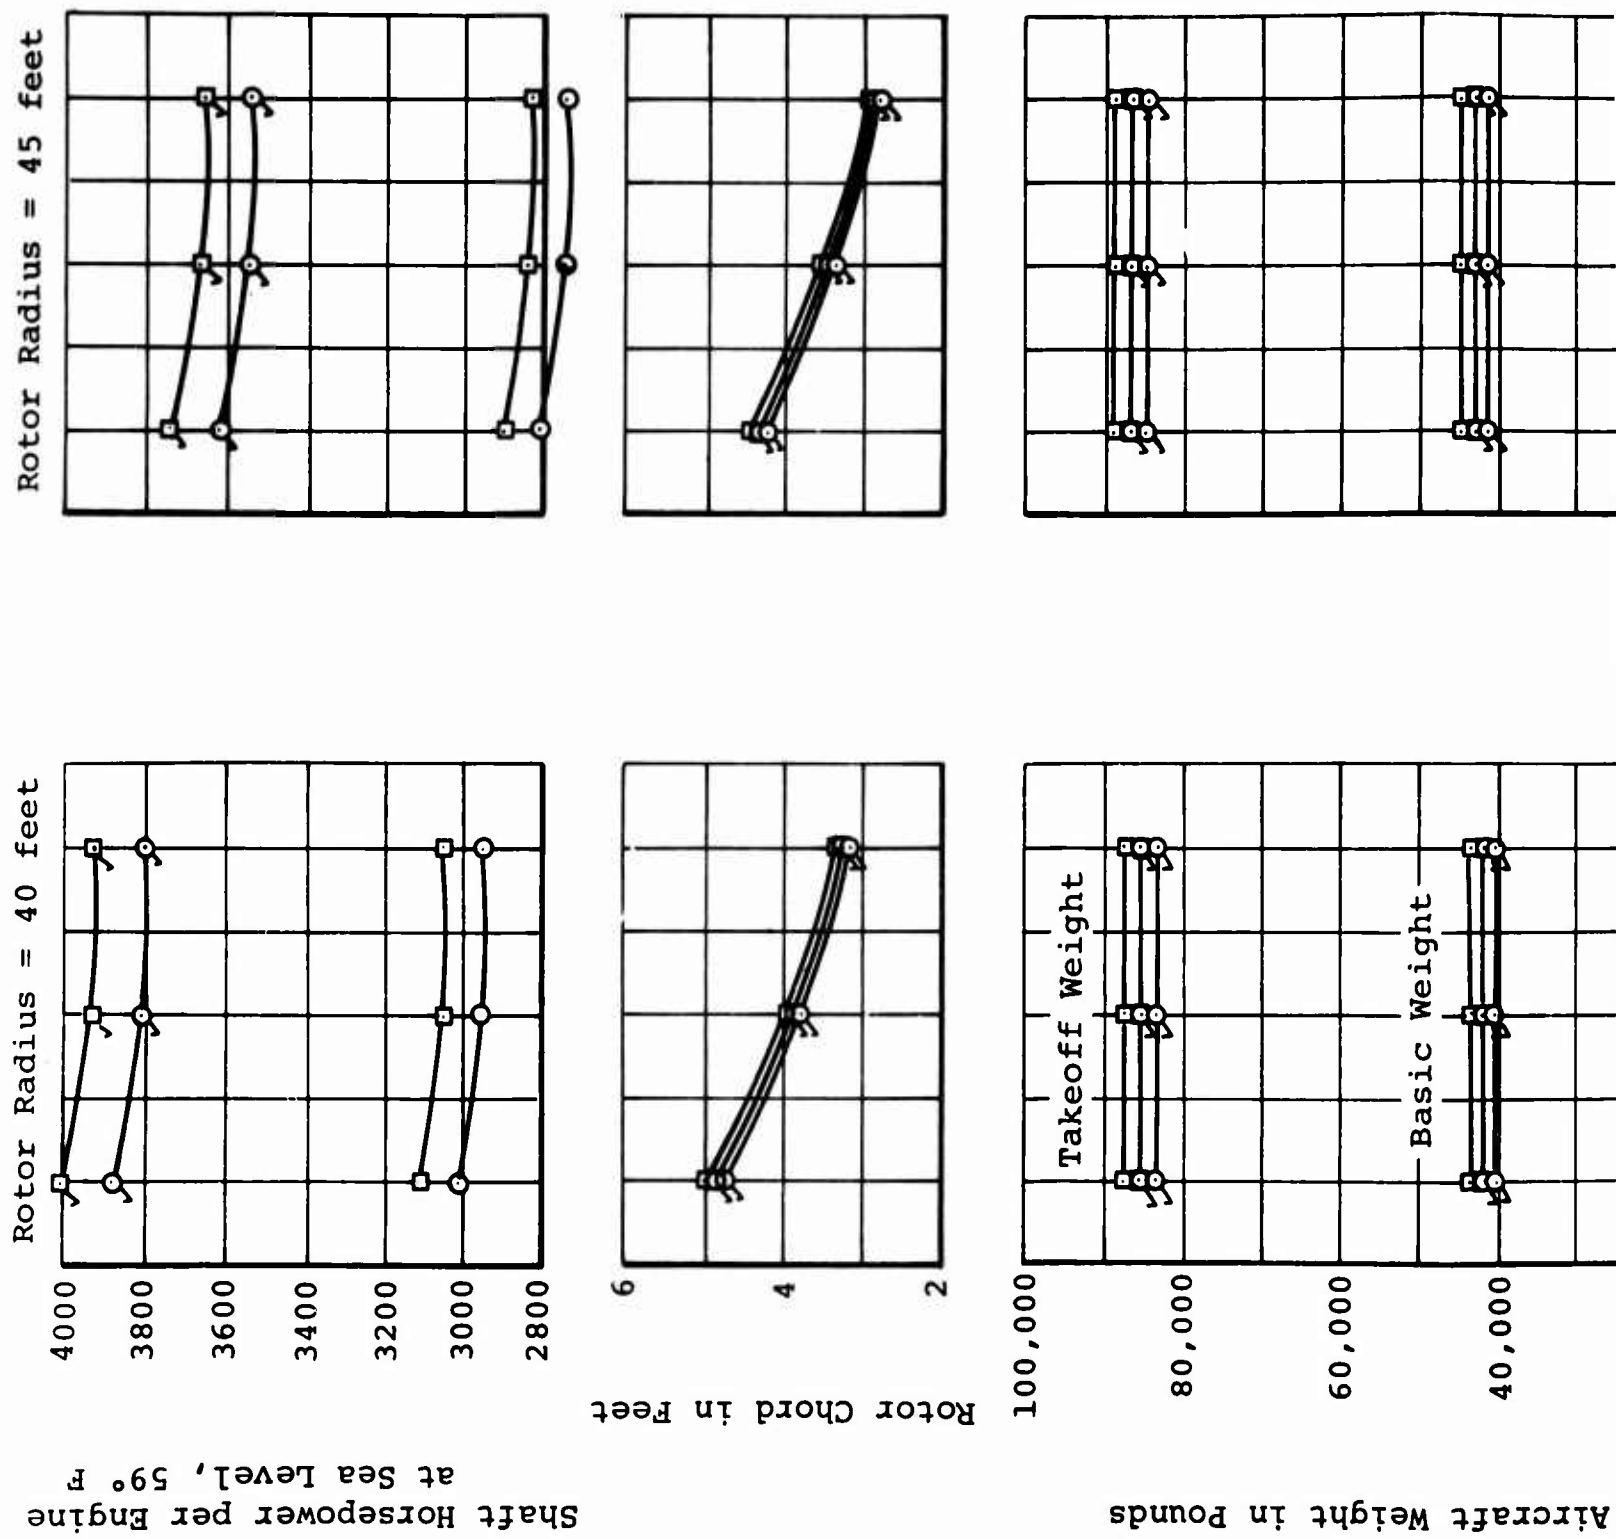 Rotor Radius = 40 feet
Rotor Radius = 45 feet
Shaft Horsepower per Engine
at Sea Level, 59° F
4000
3800
3600
3400
3200
3000
2800
Rotor Chord in Feet
6
4
2
Aircraft Weight in Pounds
100,000
80,000
60,000
40,000
Takeoff Weight
Basic Weight